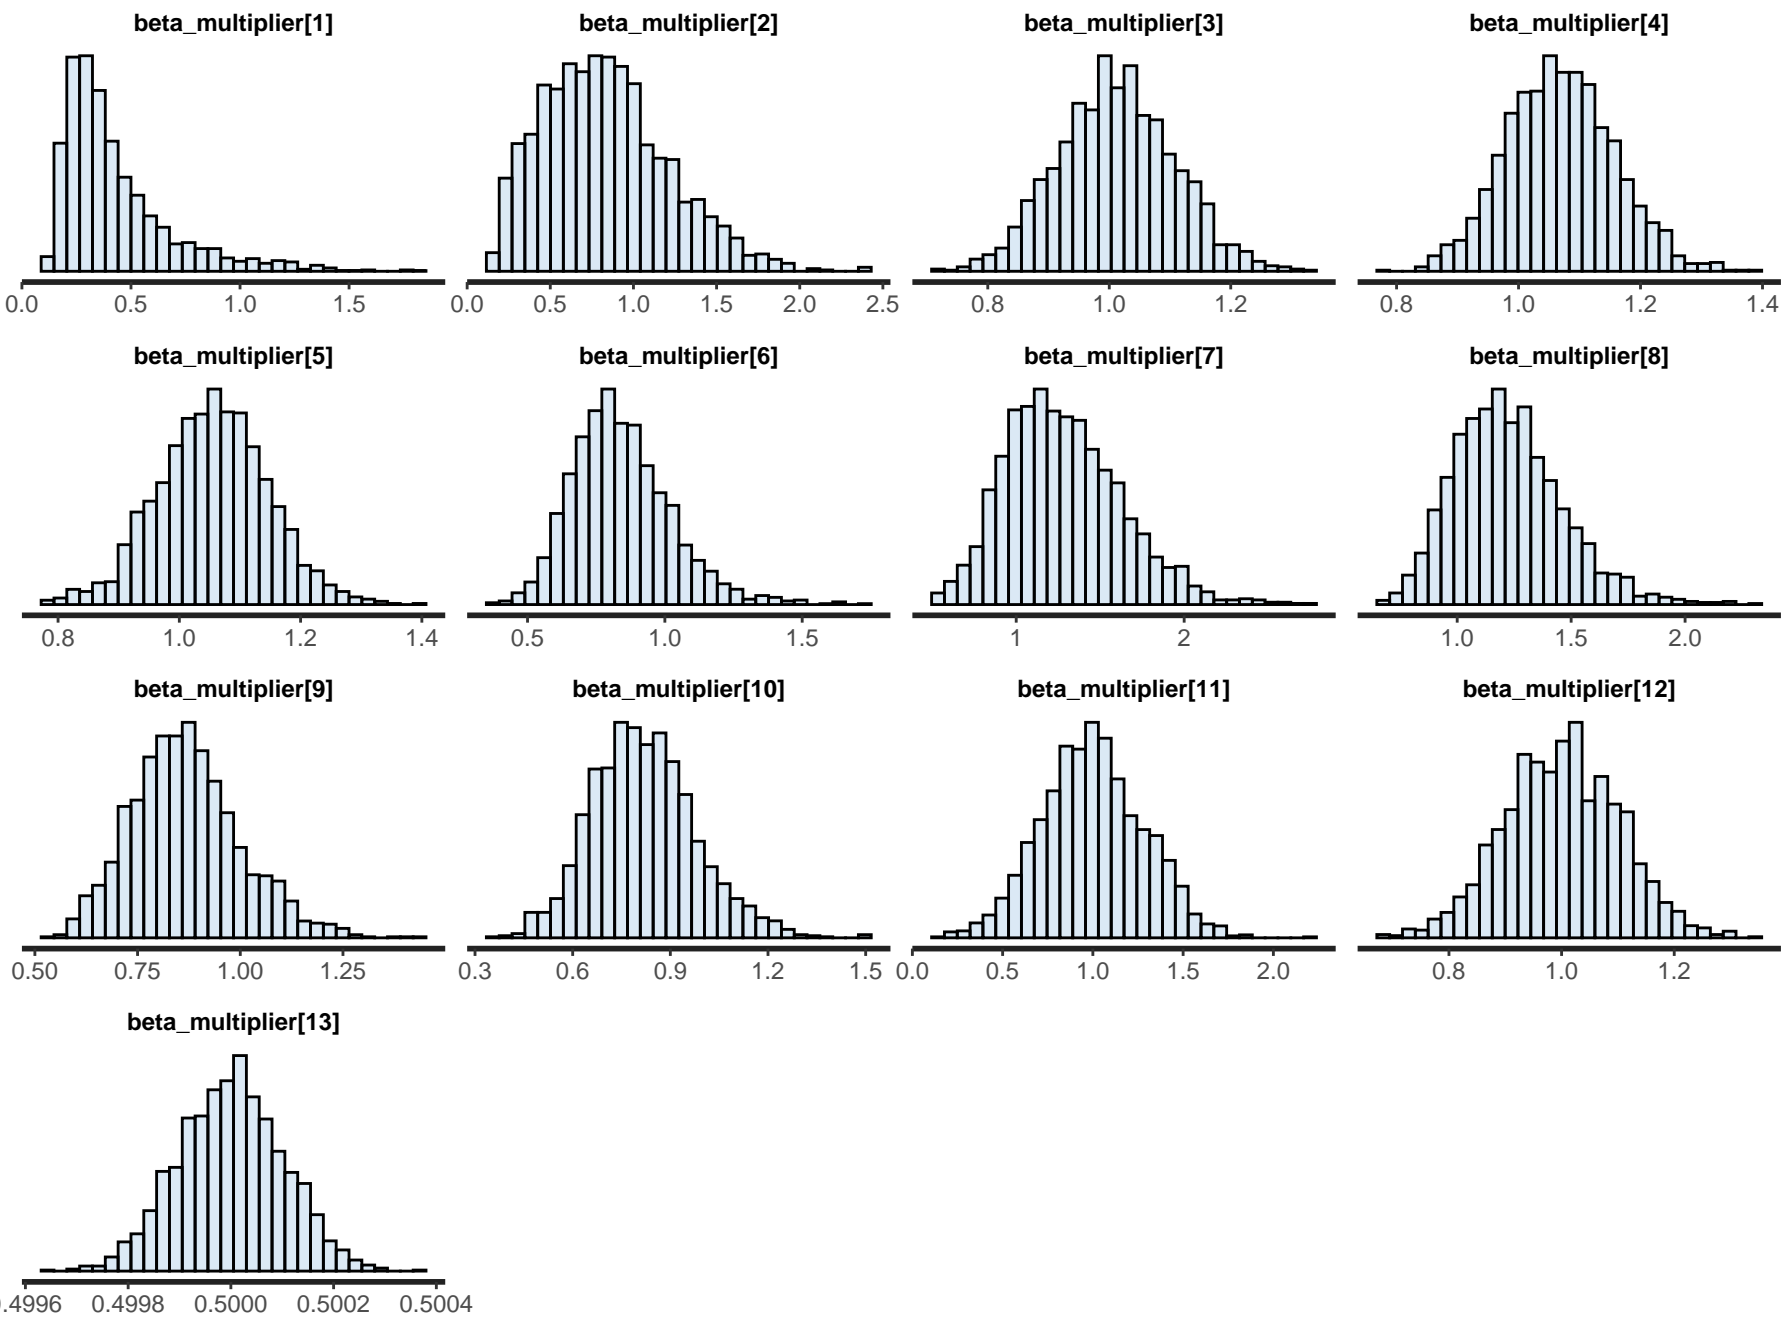 beta_multiplier[1] beta_multiplier[2] beta_multiplier[3] beta_multiplier[4]
0.0 0.5 1.0 1.5 0.0 0.5 1.0 1.5 2.0 2.5 0.8 1.0 1.2 0.8 1.0 1.2 1.4
beta_multiplier[5] beta_multiplier[6] beta_multiplier[7] beta_multiplier[8]
0.8 1.0 1.2 1.4 0.5 1.0 1.5 1 2 1.0 1.5 2.0
beta_multiplier[9] beta_multiplier[10] beta_multiplier[11] beta_multiplier[12]
0.50 0.75 1.00 1.25 0.3 0.6 0.9 1.2 1.5 0.0 0.5 1.0 1.5 2.0 0.8 1.0 1.2
beta_multiplier[13]
.4996 0.4998 0.5000 0.5002 0.5004